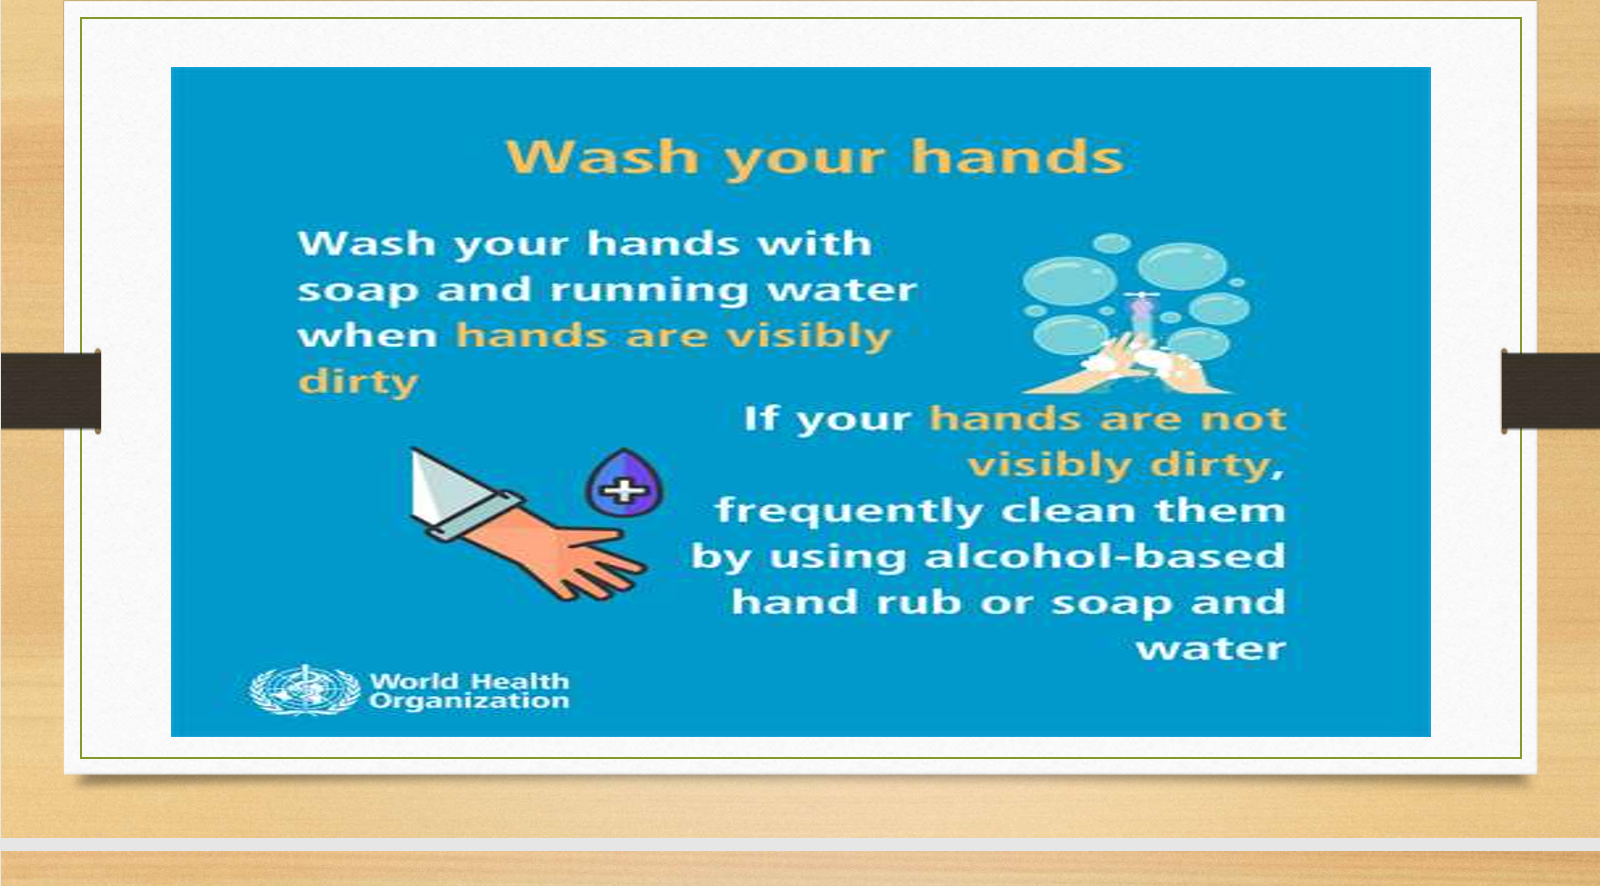 Wash your hands
Wash your hands with
soap and running water
when hands are visibly
dirty
If your hands are not
visibly dirty,
frequently clean them
by using alcohol-based
hand rub or soap and
water
World Health
Organization